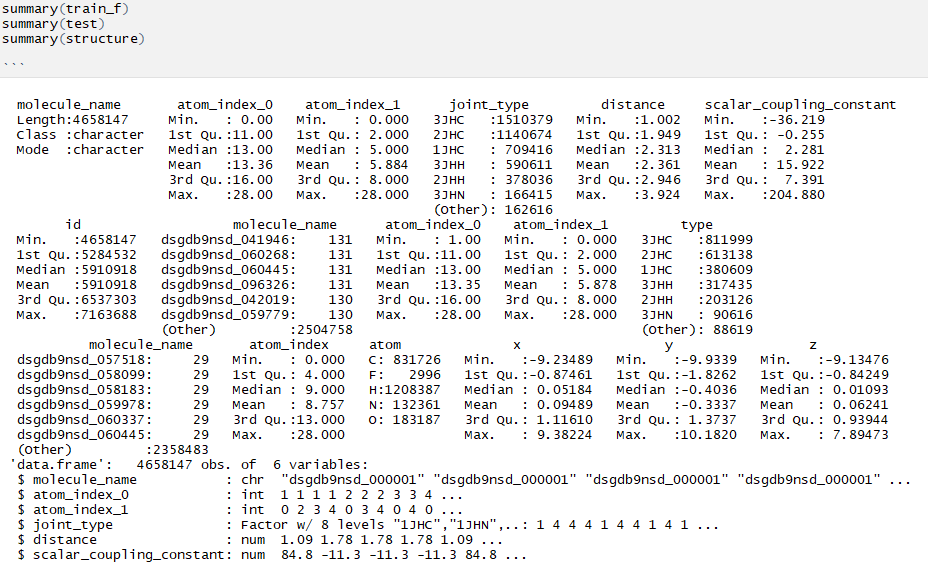 summary(train_f)
summary(test)
summary(structure)
```
molecule_name atom_index_0 atom_index_1 joint_type distance scalar_coupling_constant
Length:4658147 Min. : 0.00 Min. : 0.000 3JHC :1510379 Min. :1.002 Min. :-36.219
Class :character 1st Qu.:11.00 1st Qu.: 2.000 2JHC :1140674 1st Qu.:1.949 1st Qu.: -0.255
Mode :character Median :13.00 Median : 5.000 1JHC : 709416 Median :2.313 Median : 2.281
Mean :13.36 Mean : 5.884 3JHH : 590611 Mean :2.361 Mean : 15.922
3rd Qu.:16.00 3rd Qu.: 8.000 2JHH : 378036 3rd Qu.:2.946 3rd Qu.: 7.391
Max. :28.00 Max. :28.000 3JHN : 166415 Max. :3.924 Max. :204.880
(Other): 162616
id molecule_name atom_index_0 atom_index_1 type
Min. :4658147 dsgdb9nsd_041946: 131 Min. : 1.00 Min. : 0.000 3JHC :811999
1st Qu.:5284532 dsgdb9nsd_060268: 131 1st Qu.:11.00 1st Qu.: 2.000 2JHC :613138
Median :5910918 dsgdb9nsd_060445: 131 Median :13.00 Median : 5.000 1JHC :380609
Mean :5910918 dsgdb9nsd_096326: 131 Mean :13.35 Mean : 5.878 3JHH :317435
3rd Qu.:6537303 dsgdb9nsd_042019: 130 3rd Qu.:16.00 3rd Qu.: 8.000 2JHH :203126
Max. :7163688 dsgdb9nsd_059779: 130 Max. :28.00 Max. :28.000 3JHN : 90616
(Other) :2504758 (Other): 88619
molecule_name atom_index atom x y z
dsgdb9nsd_057518: 29 Min. : 0.000 C: 831726 Min. :-9.23489 Min. :-9.9339 Min. :-9.13476
dsgdb9nsd_058099: 29 1st Qu.: 4.000 F: 2996 1st Qu.:-0.87461 1st Qu.:-1.8262 1st Qu.:-0.84249
dsgdb9nsd_058183: 29 Median : 9.000 H:1208387 Median : 0.05184 Median :-0.4036 Median : 0.01093
dsgdb9nsd_059978: 29 Mean : 8.757 N: 132361 Mean : 0.09489 Mean :-0.3337 Mean : 0.06241
dsgdb9nsd_060337: 29 3rd Qu.:13.000 O: 183187 3rd Qu.: 1.11610 3rd Qu.: 1.3737 3rd Qu.: 0.93944
dsgdb9nsd_060445: 29 Max. :28.000 Max. : 9.38224 Max. :10.1820 Max. : 7.89473
(Other) :2358483
'data.frame': 4658147 obs. of 6 variables:
$ molecule_name : chr "dsgdb9nsd_000001" "dsgdb9nsd_000001" "dsgdb9nsd_000001" "dsgdb9nsd_000001" ...
$ atom_index_0 : int 1 1 1 1 2 2 2 3 3 4 ...
$ atom_index_1 : int 0 2 3 4 0 3 4 0 4 0 ...
$ joint_type : Factor w/ 8 levels "1JHC","1JHN",..: 1 4 4 4 1 4 4 1 4 1 ...
$ distance : num 1.09 1.78 1.78 1.78 1.09 ...
$ scalar_coupling_constant: num 84.8 -11.3 -11.3 -11.3 84.8 ...